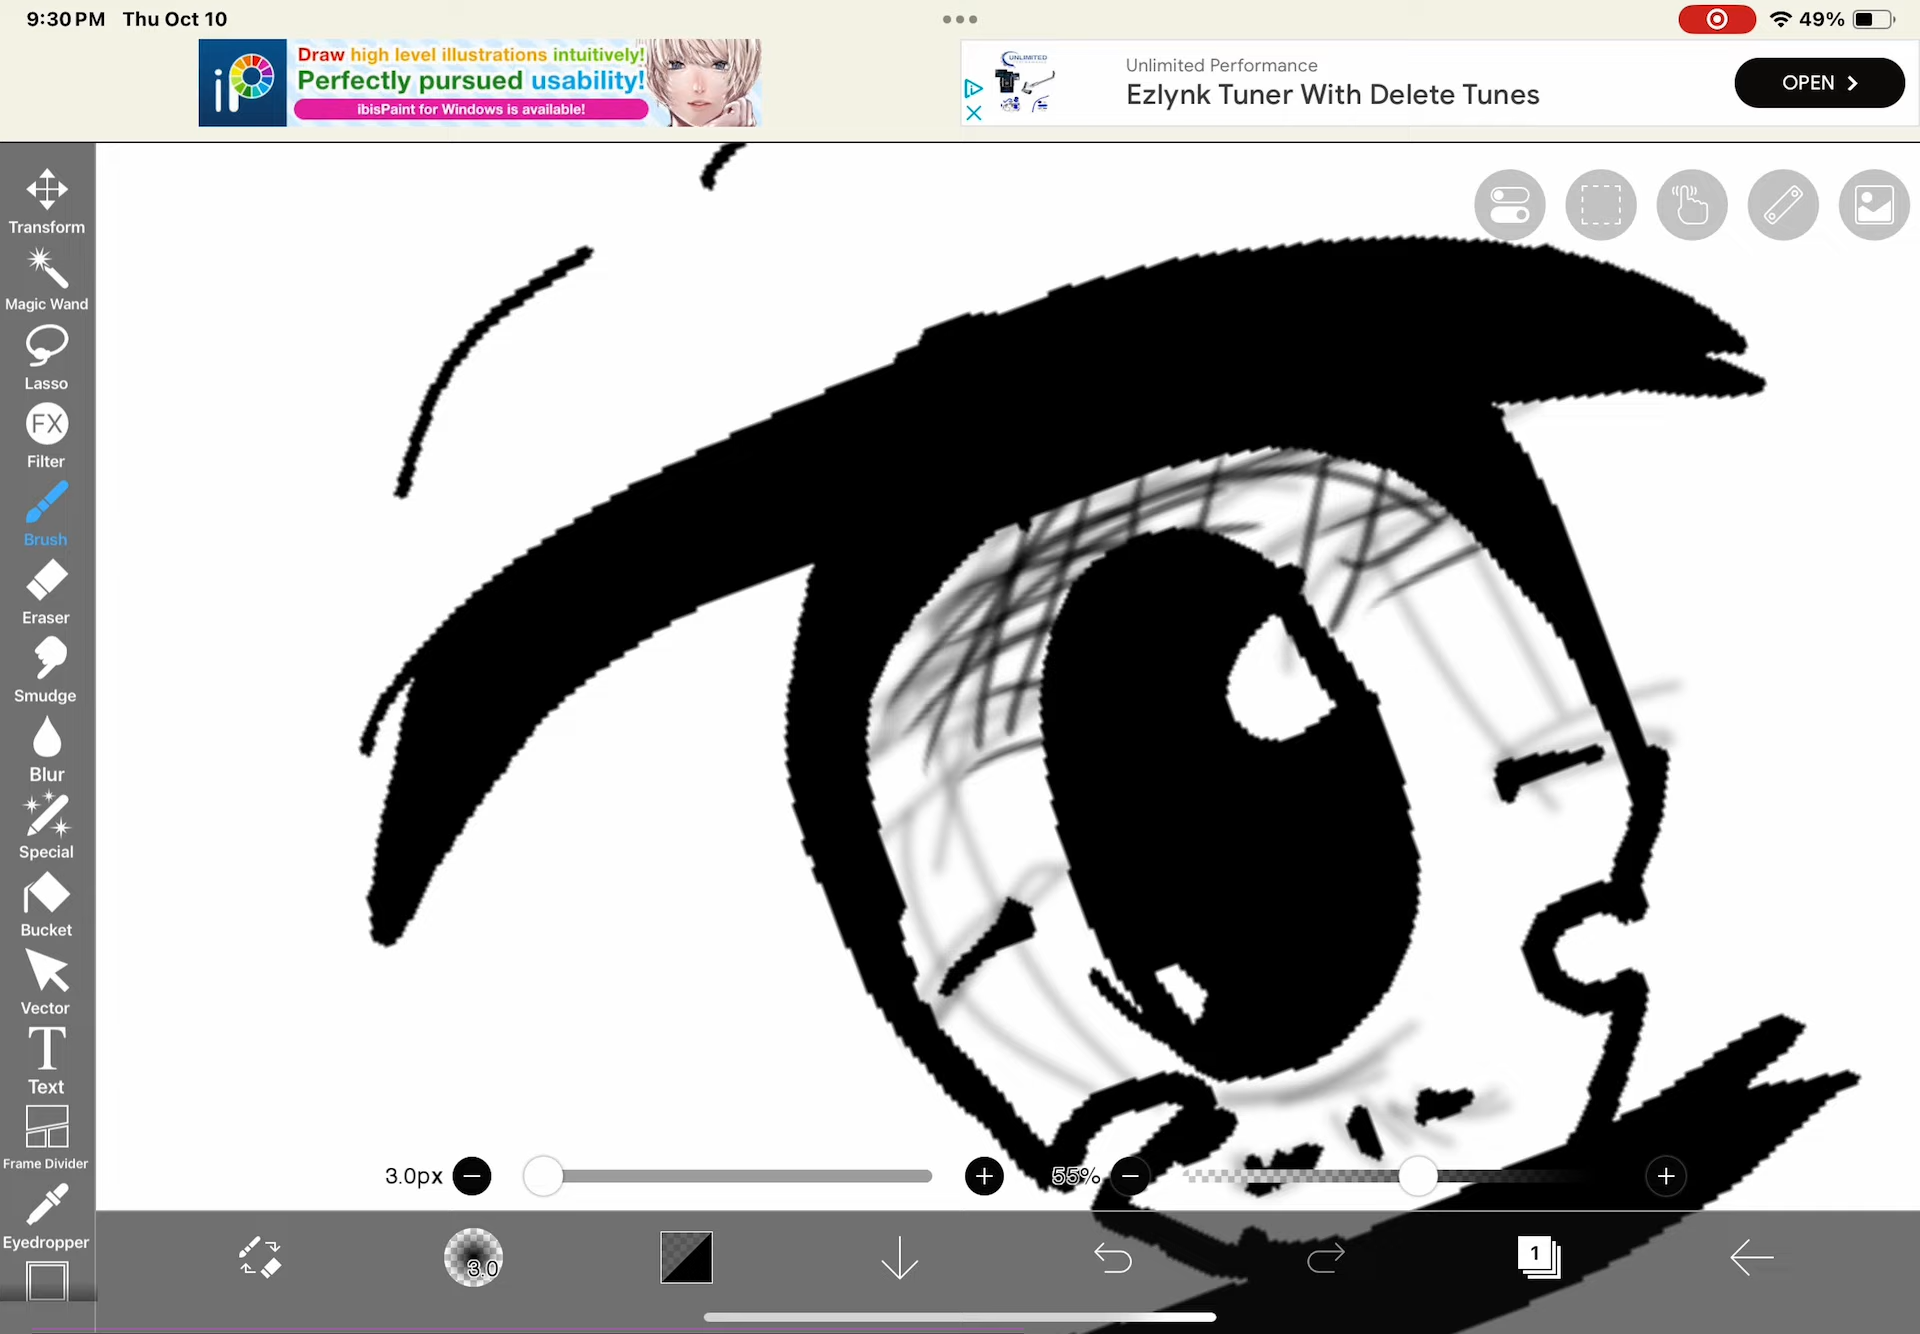 9:30 PM Thu Oct 10
49%
iP
Draw high level illustrations intuitively!
Perfectly pursued usability!
ibisPaint for Windows is available!
UNLIMITED
Unlimited Performance
Ezlynk Tuner With Delete Tunes
OPEN
Transform
Magic Wand
Lasso
FX
Filter
Brush
Eraser
Smudge
Blur
Special
Bucket
Vector
T
Text
Frame Divider
Eyedropper
3.0px
55%
3.0
1